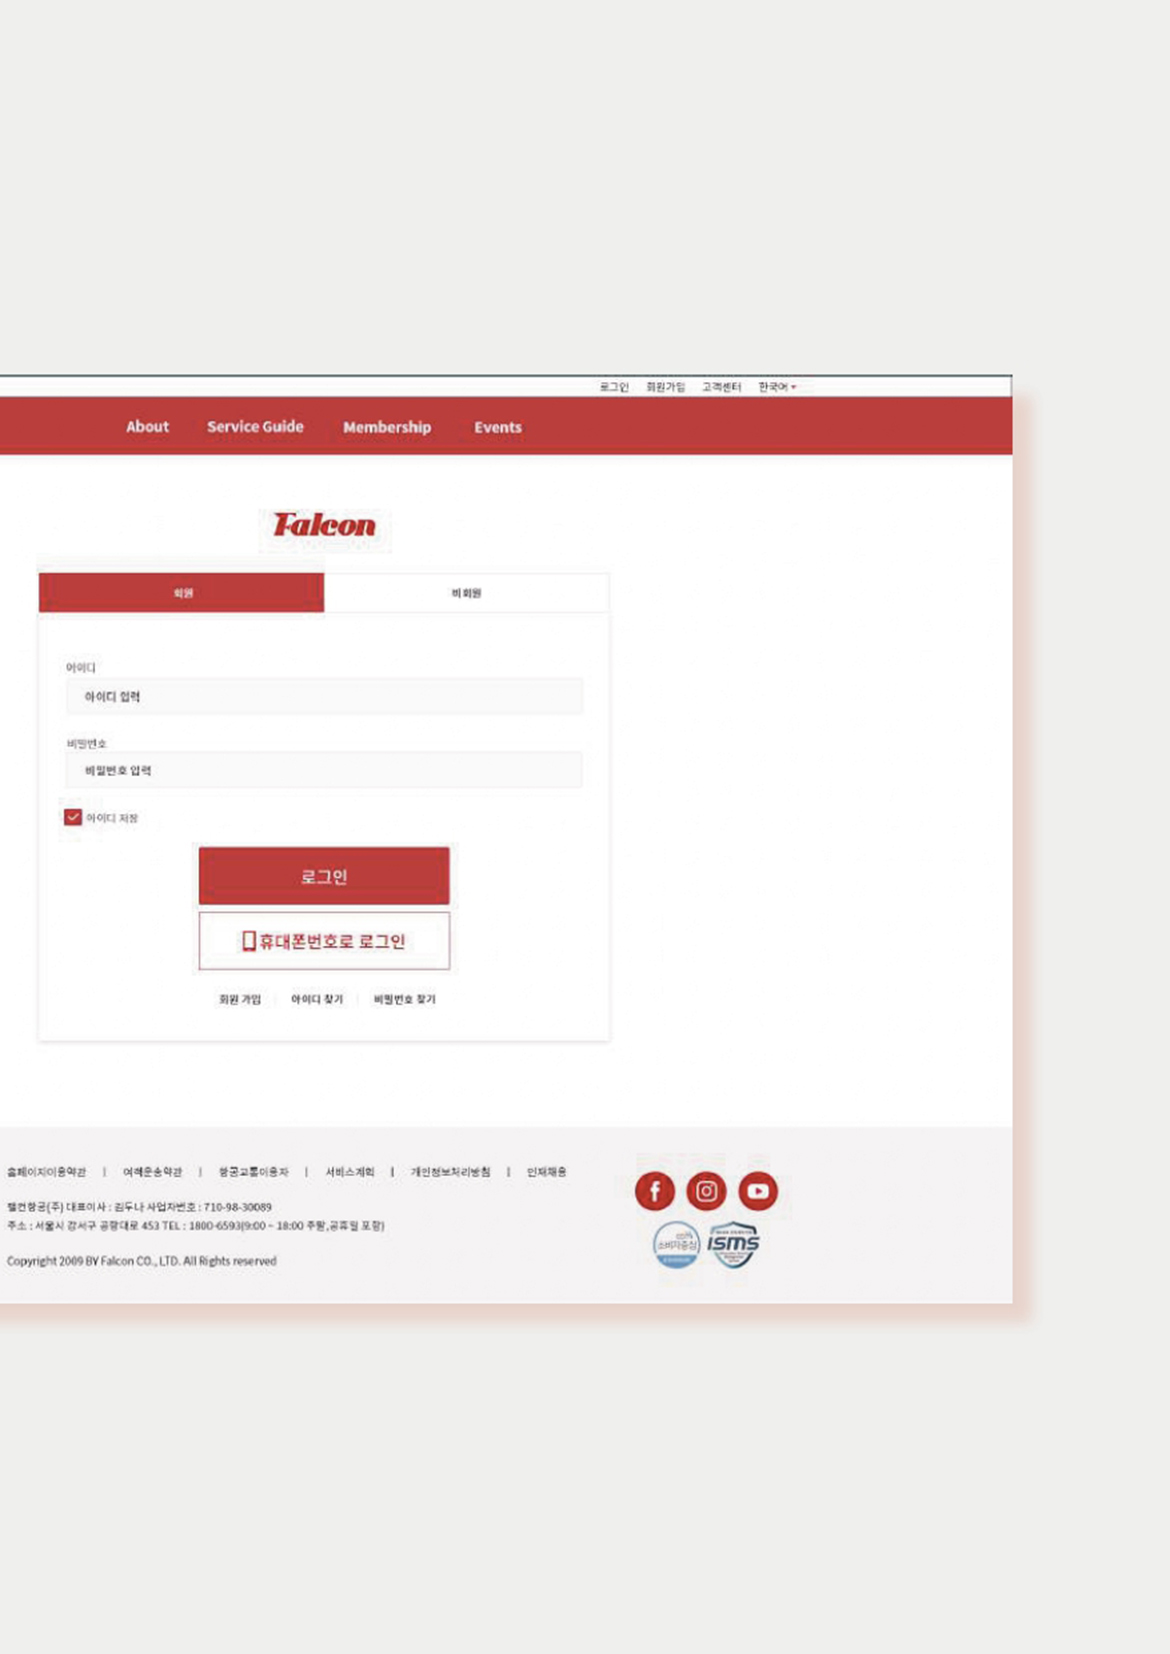 로그인 회원가입 고객센터 한국어
About Service Guide Membership Events
Falcon
회원 비회원
아이디
아이디 입력
비밀번호
비밀번호 입력
아이디 저장
로그인
휴대폰번호로 로그인
회원 가입 아이디 찾기 비밀번호 찾기
홈페이지이용약관 | 여객운송약관 | 항공교통이용자 | 서비스계획 | 개인정보처리방침 | 인재채용
팰컨항공(주) 대표이사 : 김두나 사업자번호 : 710-98-30089
주소 : 서울시 강서구 공항대로 453 TEL : 1800-6593(9:00 ~ 18:00 주말,공휴일 포함)
소비자중심 ISMS
Copyright 2009 BY Falcon CO., LTD. All Rights reserved